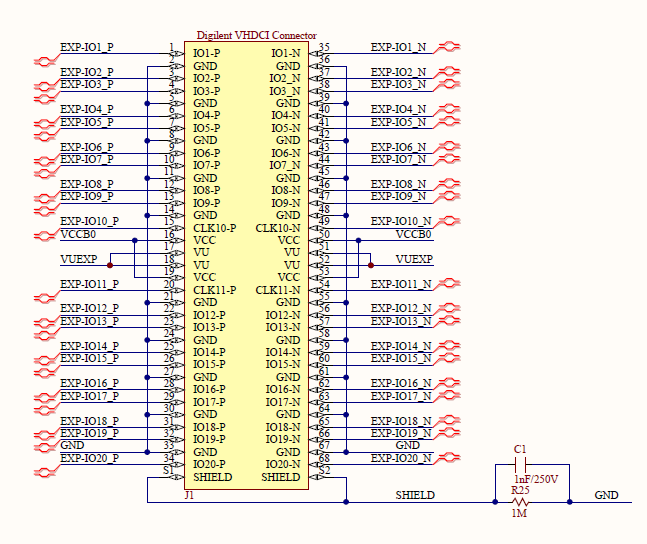 Digilent VHDCI Connector
EXP-IO1_P 1 IO1-P IO1-N 35 EXP-IO1_N
2 GND GND 36
EXP-IO2_P 3 IO2-P IO2_N 37 EXP-IO2_N
EXP-IO3_P 4 IO3-P IO3_N 38 EXP-IO3_N
5 GND GND 39
EXP-IO4_P 6 IO4-P IO4-N 40 EXP-IO4_N
EXP-IO5_P 7 IO5-P IO5-N 41 EXP-IO5_N
8 GND GND 42
EXP-IO6_P 9 IO6-P IO6-N 43 EXP-IO6_N
EXP-IO7_P 10 IO7-P IO7_N 44 EXP-IO7_N
11 GND GND 45
EXP-IO8_P 12 IO8-P IO8-N 46 EXP-IO8_N
EXP-IO9_P 13 IO9-P IO9-N 47 EXP-IO9_N
14 GND GND 48
EXP-IO10_P 15 CLK10-P CLK10-N 49 EXP-IO10_N
VCCB0 16 VCC VCC 50 VCCB0
17 VU VU 51
VUEXP 18 VU VU 52 VUEXP
19 VCC VCC 53
EXP-IO11_P 20 CLK11-P CLK11-N 54 EXP-IO11_N
21 GND GND 55
EXP-IO12_P 22 IO12-P IO12-N 56 EXP-IO12_N
EXP-IO13_P 23 IO13-P IO13-N 57 EXP-IO13_N
24 GND GND 58
EXP-IO14_P 25 IO14-P IO14-N 59 EXP-IO14_N
EXP-IO15_P 26 IO15-P IO15-N 60 EXP-IO15_N
27 GND GND 61
EXP-IO16_P 28 IO16-P IO16-N 62 EXP-IO16_N
EXP-IO17_P 29 IO17-P IO17-N 63 EXP-IO17_N
30 GND GND 64
EXP-IO18_P 31 IO18-P IO18-N 65 EXP-IO18_N
EXP-IO19_P 32 IO19-P IO19-N 66 EXP-IO19_N
GND 33 GND GND 67 GND
EXP-IO20_P 34 IO20-P IO20-N 68 EXP-IO20_N
S1 SHIELD SHIELD S2
J1
SHIELD
C1
1nF/250V
R25
1M
GND